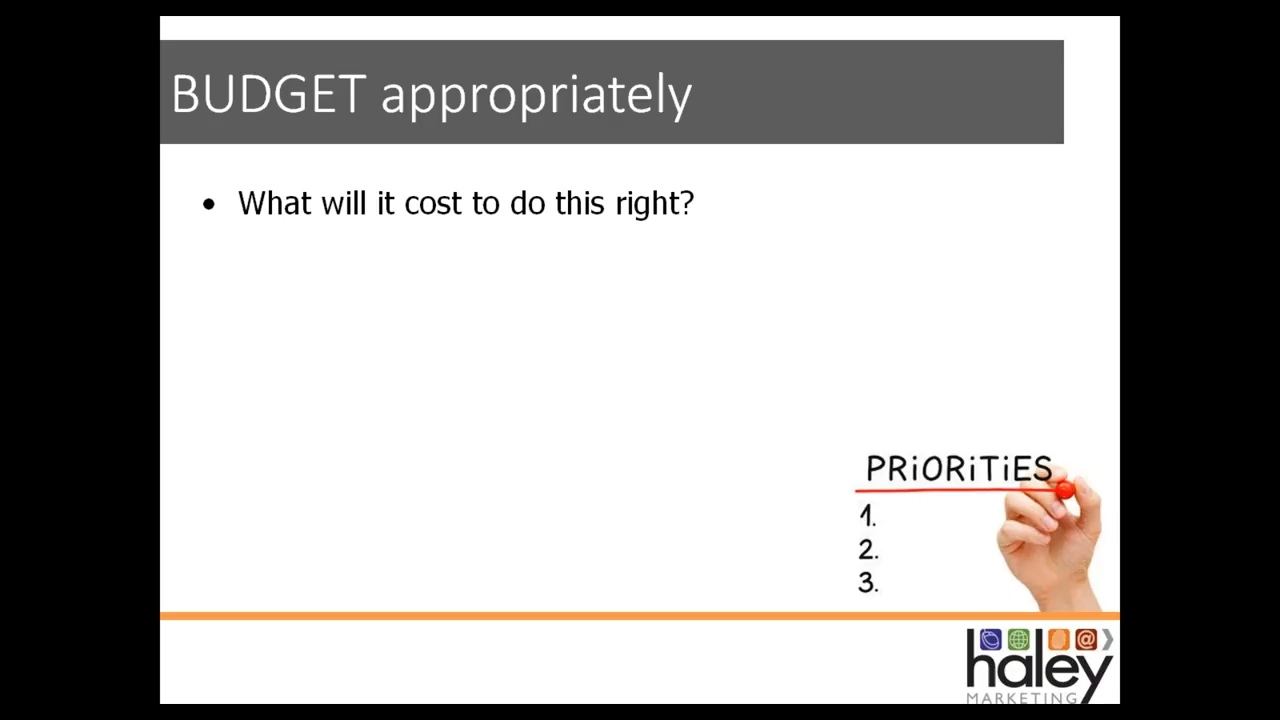 BUDGET appropriately
• What will it cost to do this right?
PRiORiTiES
1.
2.
3.
@
haley
MARKETING